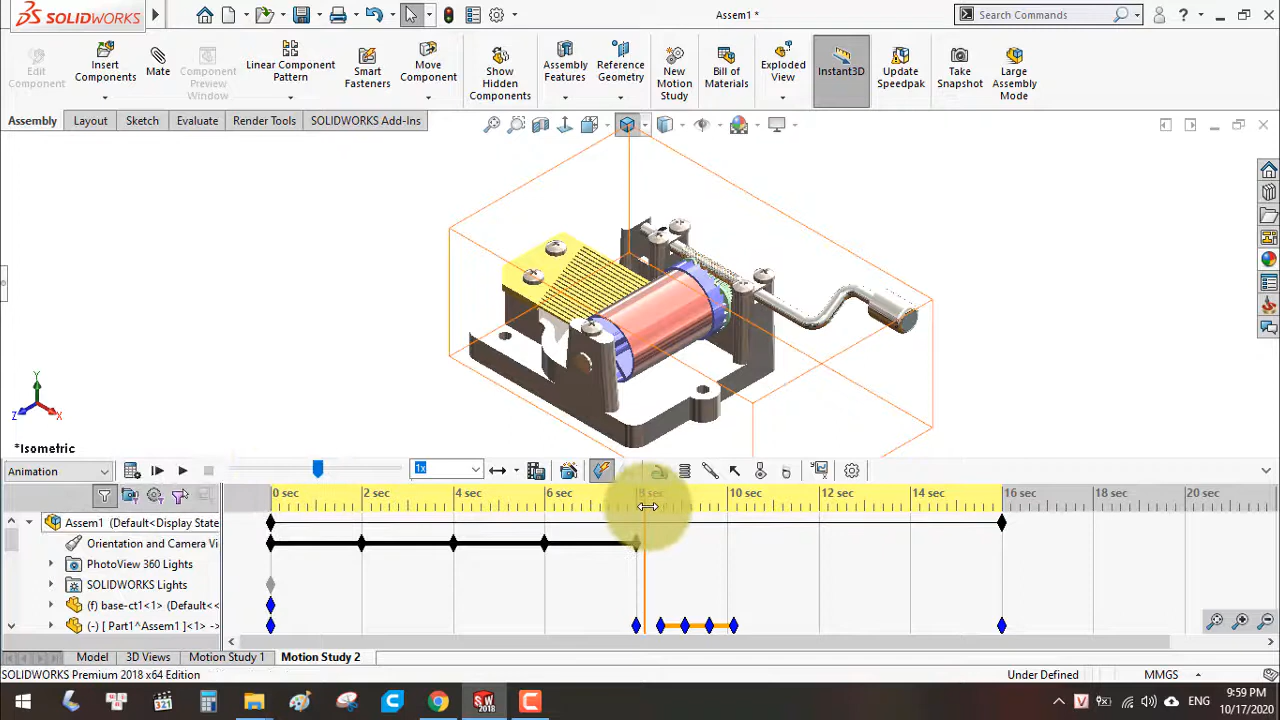 SOLIDWORKS
Assem1 *
Search Commands
?
Edit
Component
Insert
Components
Mate
Component
Preview
Window
Linear Component
Pattern
Smart
Fasteners
Move
Component
Show
Hidden
Components
Assembly
Features
Reference
Geometry
New
Motion
Study
Bill of
Materials
Exploded
View
Instant3D
Update
Speedpak
Take
Snapshot
Large
Assembly
Mode
Assembly
Layout
Sketch
Evaluate
Render Tools
SOLIDWORKS Add-Ins
Y
Z
X
*Isometric
Animation
1x
0 sec
2 sec
4 sec
6 sec
8 sec
10 sec
12 sec
14 sec
16 sec
18 sec
20 sec
Assem1 (Default<Display State
Orientation and Camera Vi
PhotoView 360 Lights
SOLIDWORKS Lights
(f) base-ct1<1> (Default<<
(-) [ Part1^Assem1 ]<1> ->
Model
3D Views
Motion Study 1
Motion Study 2
SOLIDWORKS Premium 2018 x64 Edition
Under Defined
MMGS
321
SW
2018
C
C
V
ENG
9:59 PM
10/17/2020